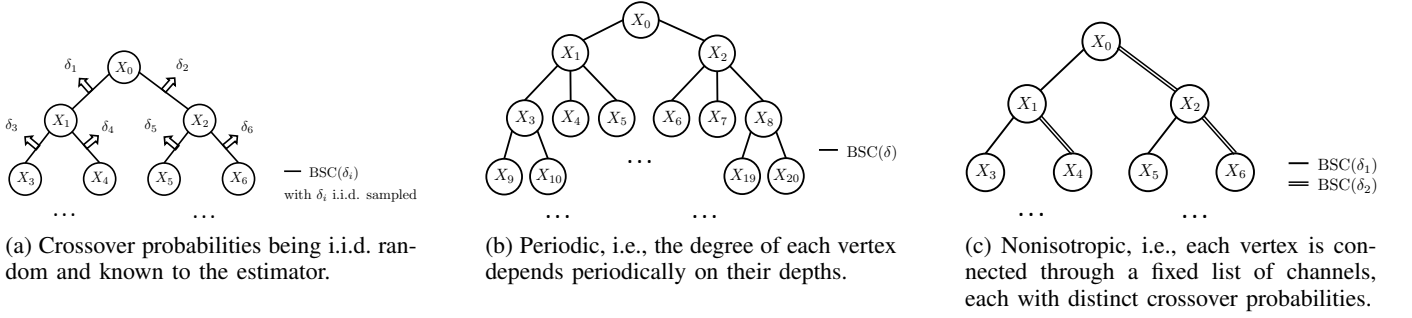 X0
δ1
δ2
X1
X2
δ3
δ4
δ5
δ6
X3
X4
X5
X6
BSC(δi)
with δi i.i.d. sampled
... ...
(a) Crossover probabilities being i.i.d. ran-
dom and known to the estimator.
X0
X1
X2
X3
X4
X5
X6
X7
X8
BSC(δ)
...
X9
X10
X19
X20
... ...
(b) Periodic, i.e., the degree of each vertex
depends periodically on their depths.
X0
X1
X2
X3
X4
X5
X6
BSC(δ1)
BSC(δ2)
... ...
(c) Nonisotropic, i.e., each vertex is con-
nected through a fixed list of channels,
each with distinct crossover probabilities.